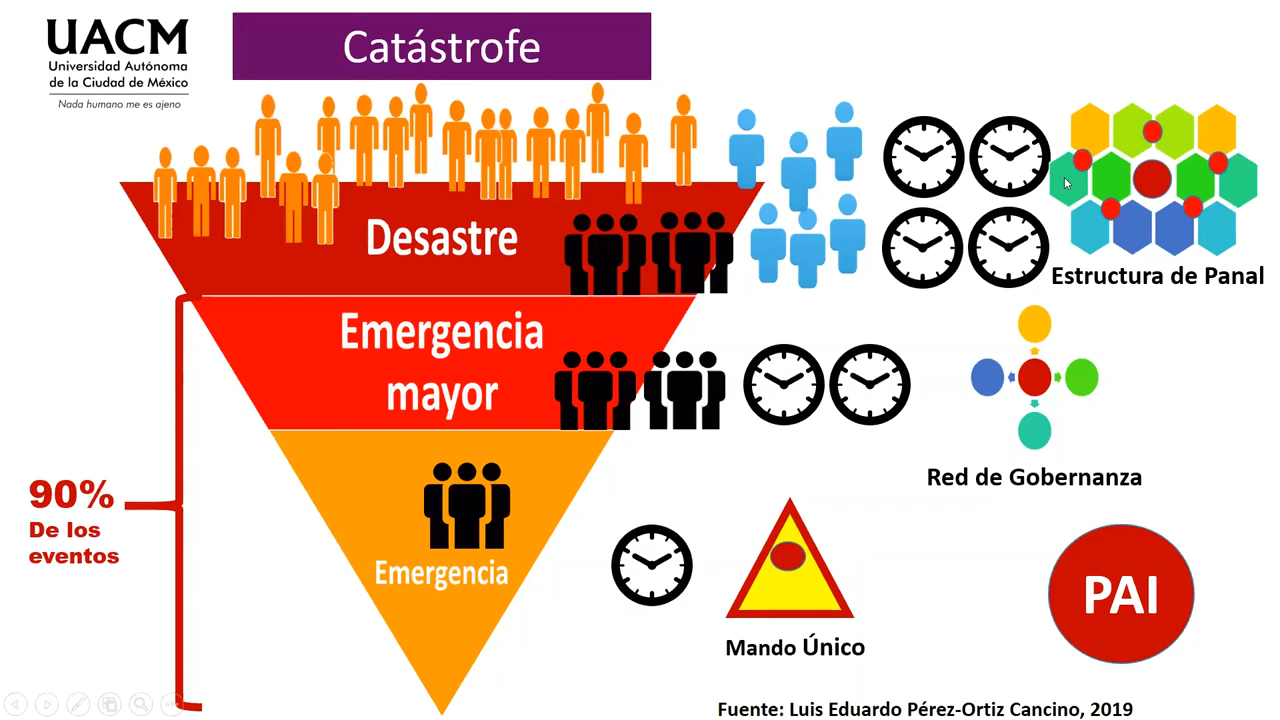 UACM
Universidad Autónoma
de la Ciudad de México
Nada humano me es ajeno
Catástrofe
Desastre
Estructura de Panal
Emergencia
mayor
Red de Gobernanza
90%
De los
eventos
Emergencia
Mando Único
PAI
Fuente: Luis Eduardo Pérez-Ortiz Cancino, 2019